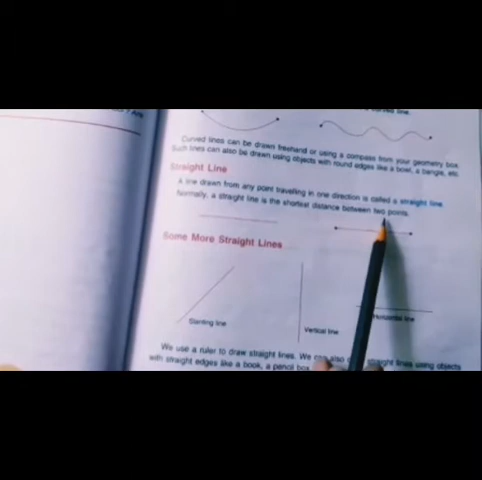 curved line.
Curved lines can be drawn freehand or using a compass from your geometry box.
Such lines can also be drawn using objects with round edges like a bowl, a bangle, etc.
Straight Line
A line drawn from any point travelling in one direction is called a straight line.
Normally, a straight line is the shortest distance between two points.
Some More Straight Lines
Slanting line
Vertical line
Horizontal line
We use a ruler to draw straight lines. We can also straight lines using objects
with straight edges like a book, a pencil box